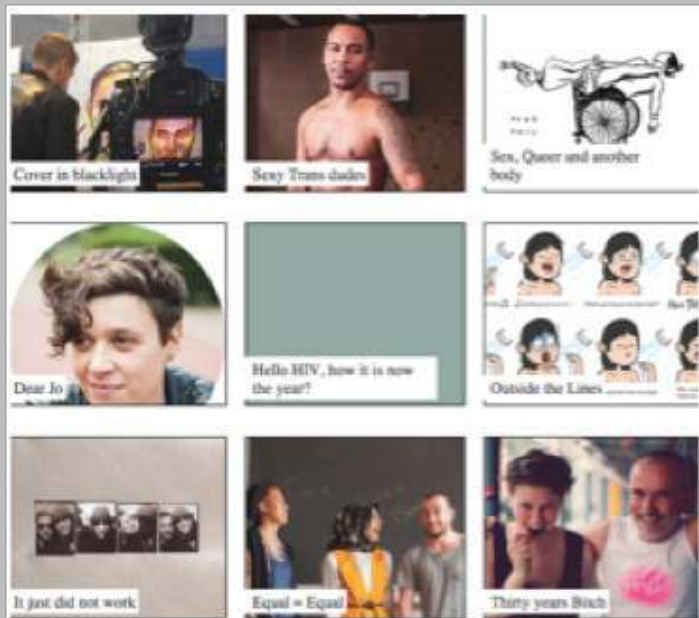 Cover in blacklight
Sexy Trans dudes
Sex, Queer and another
body
Dear Jo
Hello HIV, how it is now
the year?
Outside the Lines
It just did not work
Equal = Equal
Thirty years Bitch